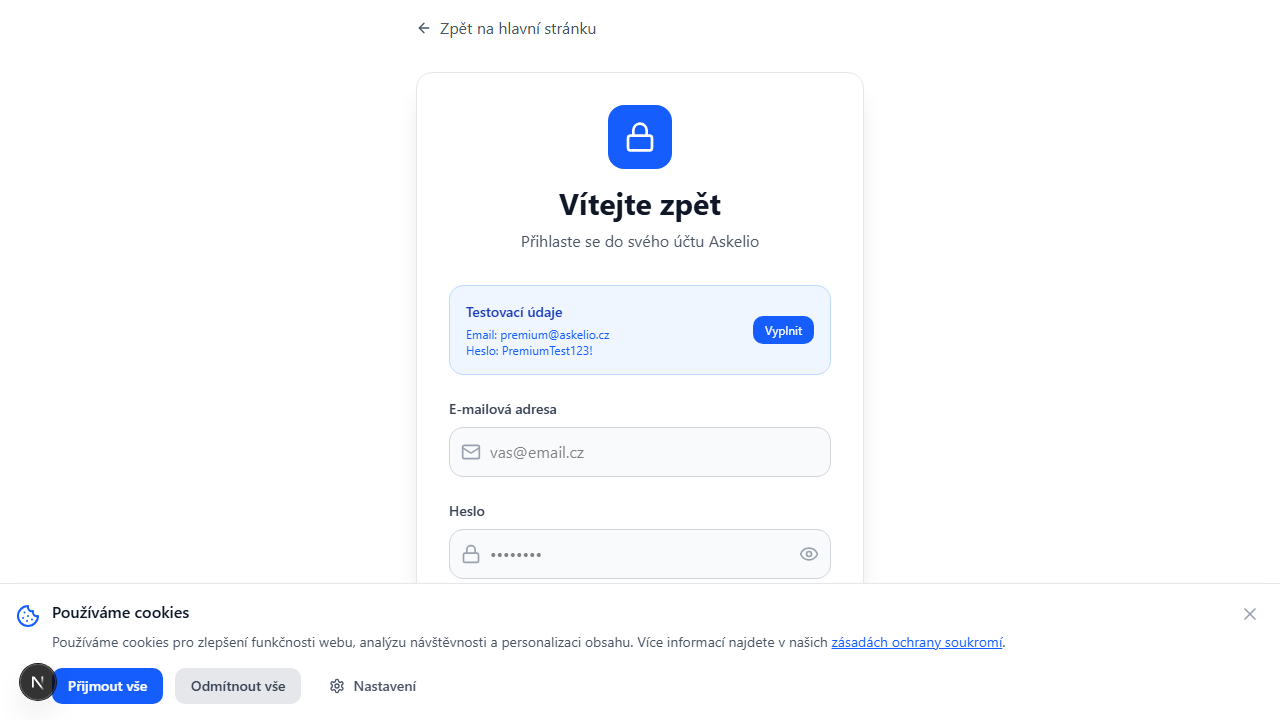 Zpět na hlavní stránku
Vítejte zpět
Přihlaste se do svého účtu Askelio
Testovací údaje
Email: premium@askelio.cz
Heslo: PremiumTest123!
Vyplnit
E-mailová adresa
vas@email.cz
Heslo
••••••••
Používáme cookies
Používáme cookies pro zlepšení funkčnosti webu, analýzu návštěvnosti a personalizaci obsahu. Více informací najdete v našich zásadách ochrany soukromí.
N
Přijmout vše
Odmítnout vše
Nastavení